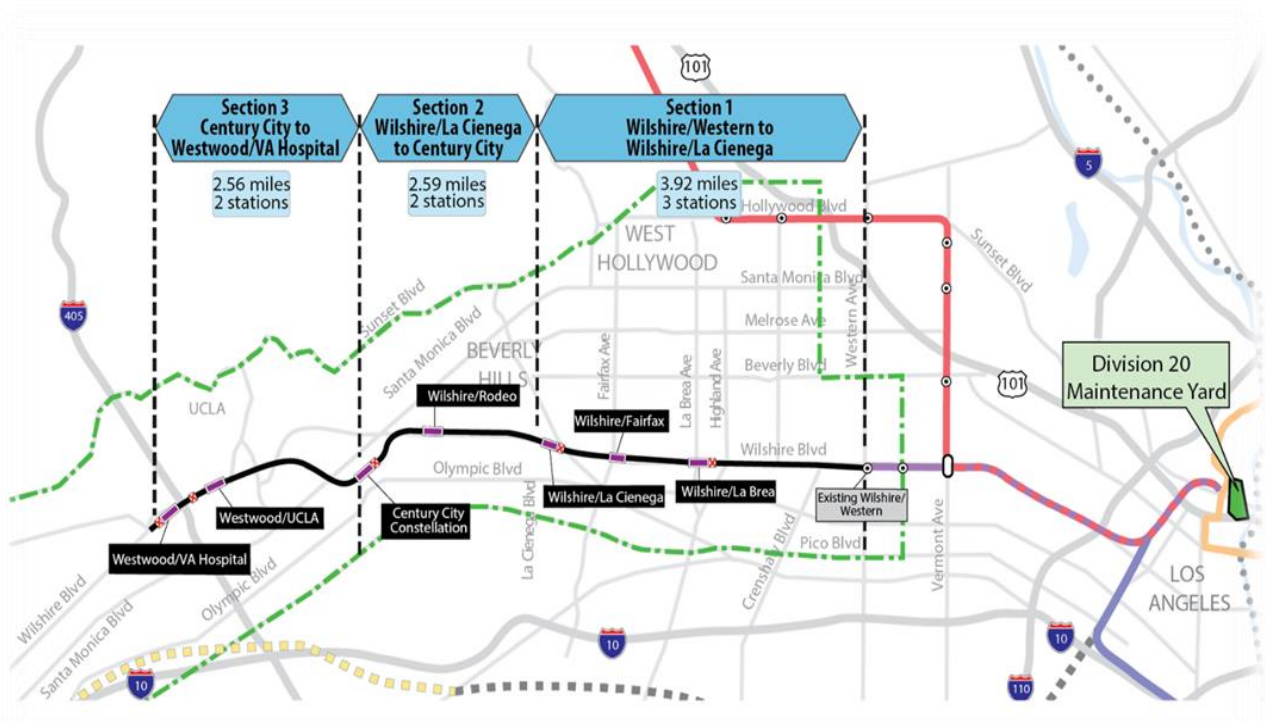 101
Section 3
Century City to
Westwood/VA Hospital
Section 2
Wilshire/La Cienega
to Century City
Section 1
Wilshire/Western to
Wilshire/La Cienega
5
2.56 miles
2 stations
2.59 miles
2 stations
3.92 miles
3 stations
Hollywood Blvd
WEST
HOLLYWOOD
Sunset Blvd
Santa Monica Blvd
405
Sunset Blvd
Santa Monica Blvd
Melrose Ave
Western Ave
BEVERLY
HILLS
Fairfax Ave
La Brea Ave
Highland Ave
Beverly Blvd
101
Division 20
Maintenance Yard
UCLA
Wilshire/Rodeo
Wilshire/Fairfax
Wilshire Blvd
Olympic Blvd
Wilshire/La Cienega
Wilshire/La Brea
Existing Wilshire/
Western
Westwood/UCLA
Century City
Constellation
La Cienega Blvd
Crenshaw Blvd
Pico Blvd
Vermont Ave
Westwood/VA Hospital
LOS
ANGELES
Wilshire Blvd
Santa Monica Blvd
Olympic Blvd
10
10
10
110